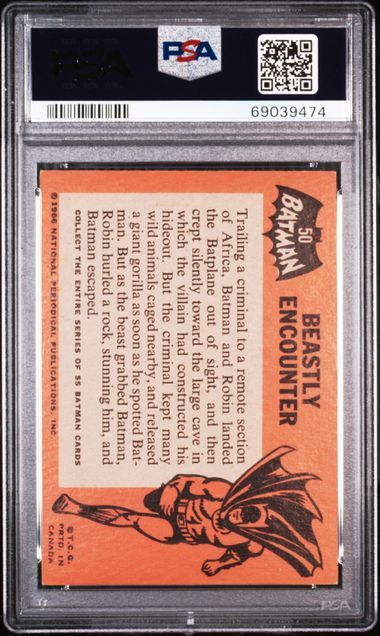 PSA
PSA
69039474
50
BATMAN
BEASTLY
ENCOUNTER
Trailing a criminal to a remote section
of Africa, Batman and Robin landed
the Batplane out of sight, and then
crept silently toward the large cave in
which the villain had constructed his
hideout. But the criminal kept many
wild animals caged nearby, and released
a giant gorilla as soon as he spotted Bat-
man. But as the beast grabbed Batman,
Robin hurled a rock, stunning him, and
Batman escaped.
COLLECT THE ENTIRE SERIES OF 55 BATMAN CARDS
©1966 NATIONAL PERIODICAL PUBLICATIONS, INC.
© T.C.G.
PRTD. IN
CANADA
PSA